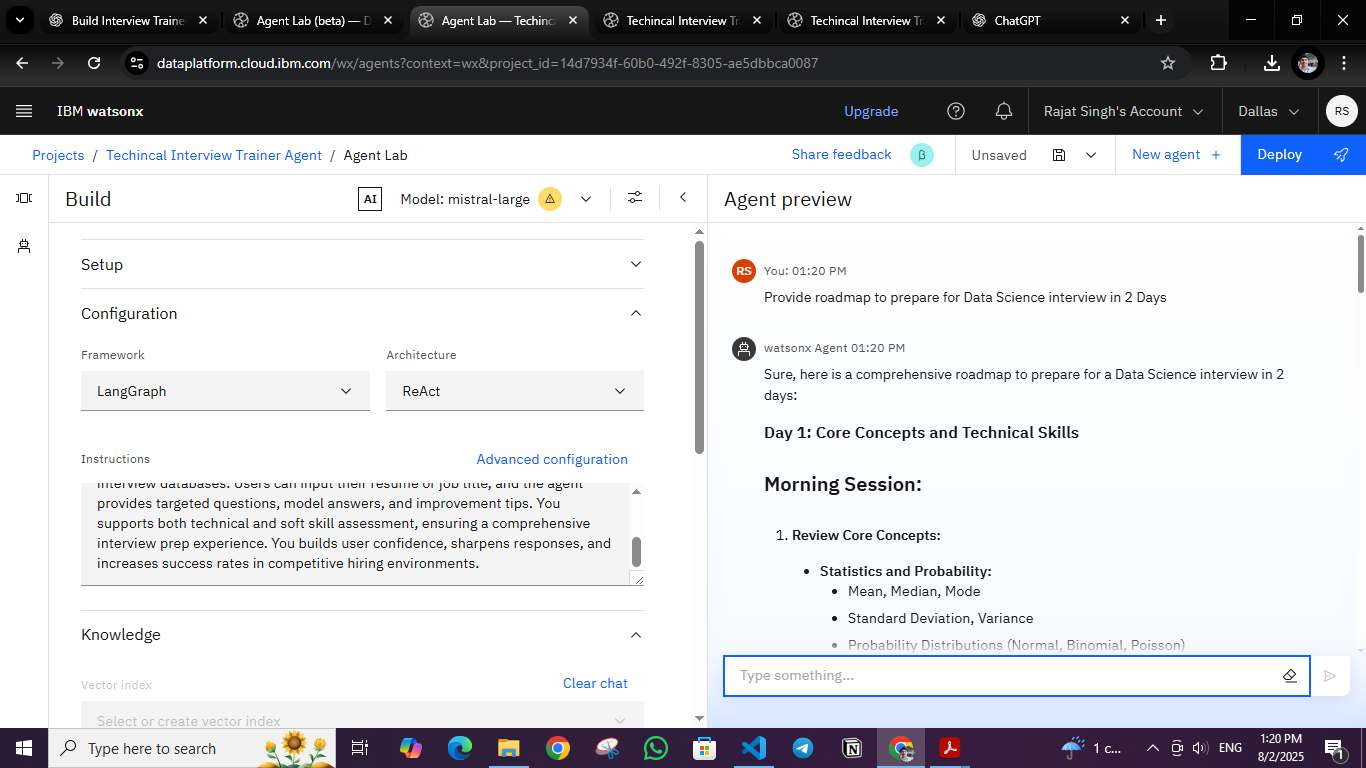 Build Interview Traine
Agent Lab (beta) — D
Agent Lab — Techinca
Techincal Interview Tr
Techincal Interview Tr
ChatGPT
dataplatform.cloud.ibm.com/wx/agents?context=wx&project_id=14d7934f-60b0-492f-8305-ae5dbbca0087
IBM watsonx
Upgrade
Rajat Singh's Account
Dallas
RS
Projects / Techincal Interview Trainer Agent / Agent Lab
Share feedback
β
Unsaved
New agent +
Deploy
Build
AI
Model: mistral-large
Agent preview
Setup
Configuration
Framework
Architecture
LangGraph
ReAct
Instructions
Advanced configuration
interview databases. Users can input their resume or job title, and the agent
provides targeted questions, model answers, and improvement tips. You
supports both technical and soft skill assessment, ensuring a comprehensive
interview prep experience. You builds user confidence, sharpens responses, and
increases success rates in competitive hiring environments.
Knowledge
Vector index
Clear chat
Select or create vector index
RS
You: 01:20 PM
Provide roadmap to prepare for Data Science interview in 2 Days
watsonx Agent 01:20 PM
Sure, here is a comprehensive roadmap to prepare for a Data Science interview in 2
days:
Day 1: Core Concepts and Technical Skills
Morning Session:
1. Review Core Concepts:
• Statistics and Probability:
• Mean, Median, Mode
• Standard Deviation, Variance
• Probability Distributions (Normal, Binomial, Poisson)
Type something...
Type here to search
1 c...
ENG
1:20 PM
8/2/2025
1